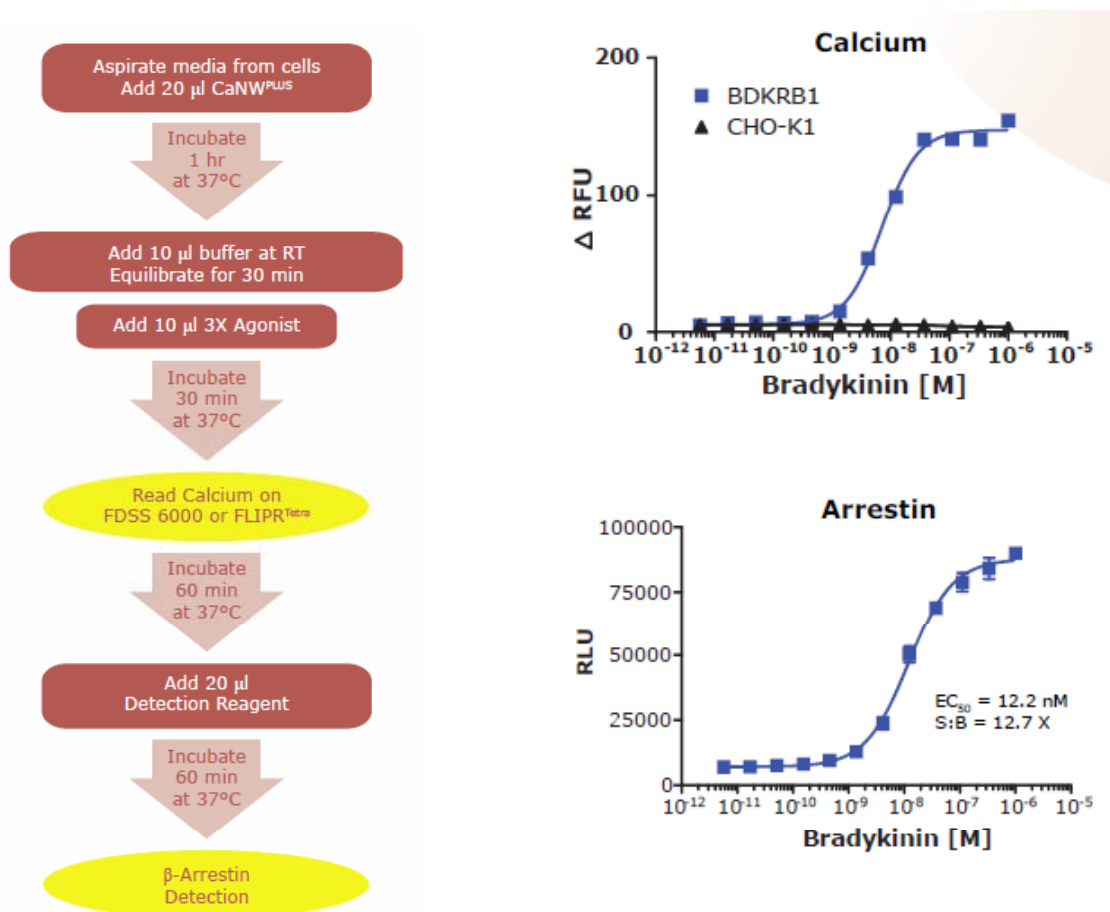 Aspirate media from cells
Add 20 µl CaNWPLUS
Incubate
1 hr
at 37°C
Add 10 µl buffer at RT
Equilibrate for 30 min
Add 10 µl 3X Agonist
Incubate
30 min
at 37°C
Read Calcium on
FDSS 6000 or FLIPRTetra
Incubate
60 min
at 37°C
Add 20 µl
Detection Reagent
Incubate
60 min
at 37°C
β-Arrestin
Detection
Calcium
200
100
0
Δ RFU
BDKRB1
CHO-K1
10-12 10-11 10-10 10-9 10-8 10-7 10-6 10-5
Bradykinin [M]
Arrestin
100000
75000
50000
25000
0
RLU
EC50 = 12.2 nM
S:B = 12.7 X
10-12 10-11 10-10 10-9 10-8 10-7 10-6 10-5
Bradykinin [M]